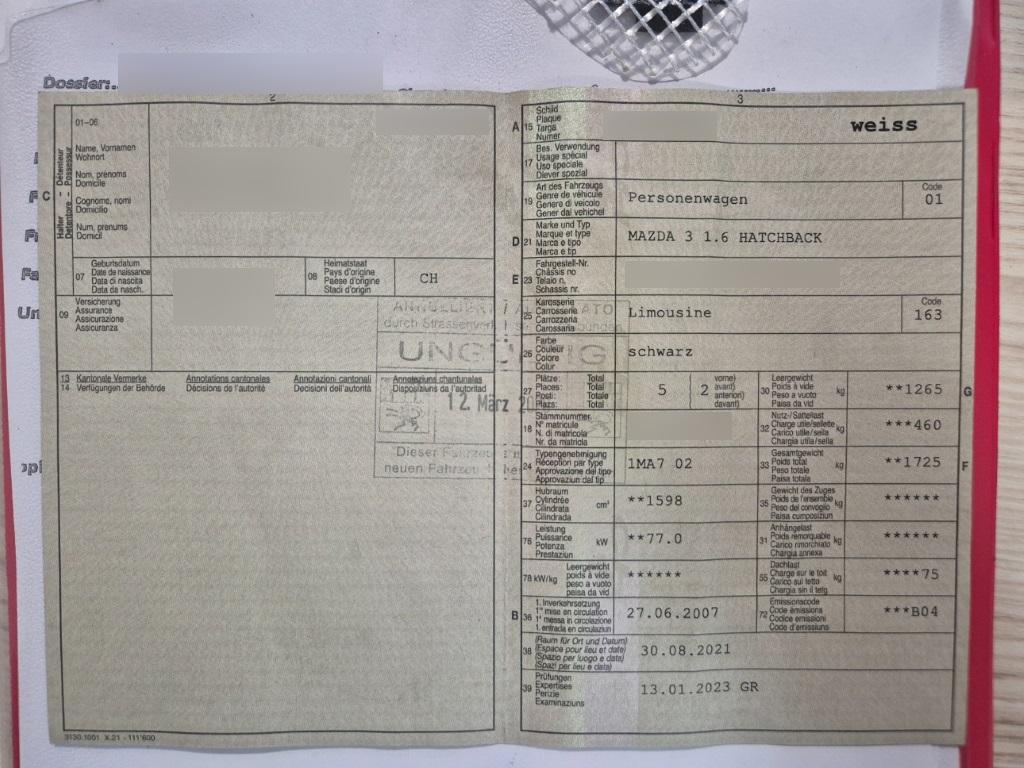 Dossier:
2
01-06
C
Détenteur Possessur
Halter Detentore
Name, Vornamen
Wohnort
Nom, prénoms
Domicile
Cognome, nomi
Domicilio
Num, prenums
Domicil
07 Geburtsdatum
Date de naissance
Data di nascita
Data da nasch.
08 Heimatstaat
Pays d'origine
Paese d'origine
Stadi d'origin
CH
09 Versicherung
Assurance
Assicurazione
Assicuranza
13 Kantonale Vermerke Annotations cantonales Annotazioni cantonali Annotaziuns chantunalas
14 Verfügungen der Behörde Décisions de l'autorité Decisioni dell'autorità Disposiziuns da l'autoritad
ANNULLIERT
durch Strassenver
UNGÜLTIG
12. März 20
Dieser Fahrzeu
neuen Fahrzeu
3130.1001 X.21 - 111'600
3
A 15 Schild
Plaque
Targa
Numer
weiss
17 Bes. Verwendung
Usage spécial
Uso speciale
Diever spezial
19 Art des Fahrzeugs
Genre de véhicule
Genere di veicolo
Gener dal vehichel
Personenwagen
Code
01
D 21 Marke und Typ
Marque et type
Marca e tipo
Marca e tip
MAZDA 3 1.6 HATCHBACK
E 23 Fahrgestell-Nr.
Châssis no
Telaio n.
Schassis nr.
25 Karosserie
Carrosserie
Carrozzeria
Carossaria
Limousine
Code
163
26 Farbe
Couleur
Colore
Colur
schwarz
27 Plätze: Total
Places: Total
Posti: Totale
Plazs: Total
5 2 vorne)
avant)
anteriori)
davant)
30 Leergewicht
Poids à vide
Peso a vuoto
Paisa da vid
kg **1265 G
18 Stammnummer
N° matricule
N. di matricola
Nr. da matricla
32 Nutz-/Sattellast
Charge utile/sellette
Carico utile/sella
Chargia utila/sella
kg ***460
24 Typengenehmigung
Réception par type
Approvazione del tipo
Approvaziun dal tip
1MA7 02
33 Gesamtgewicht
Poids total
Peso totale
Paisa totala
kg **1725 F
37 Hubraum
Cylindrée
Cilindrata
Cilindrada
cm³ **1598
35 Gewicht des Zuges
Poids de l'ensemble
Peso del convoglio
Paisa cumposiziun
kg ******
76 Leistung
Puissance
Potenza
Prestaziun
kW **77.0
31 Anhängelast
Poids remorquable
Carico rimorchiato
Chargia annexa
kg ******
78 kW/kg Leergewicht
poids à vide
peso a vuoto
paisa da vid
******
55 Dachlast
Charge sur le toit
Carico sul tetto
Chargia sin il tetg
kg ****75
B 36 1. Inverkehrsetzung
1re mise en circulation
1a messa in circolazione
1. entrada en circulaziun
27.06.2007
72 Emissionscode
Code émissions
Codice emissioni
Code d'emissiuns
***B04
38 (Raum für Ort und Datum)
(Espace pour lieu et date)
(Spazio per luogo e data)
(Spazi per lieu e data)
30.08.2021
39 Prüfungen
Expertises
Perizie
Examinaziuns
13.01.2023 GR